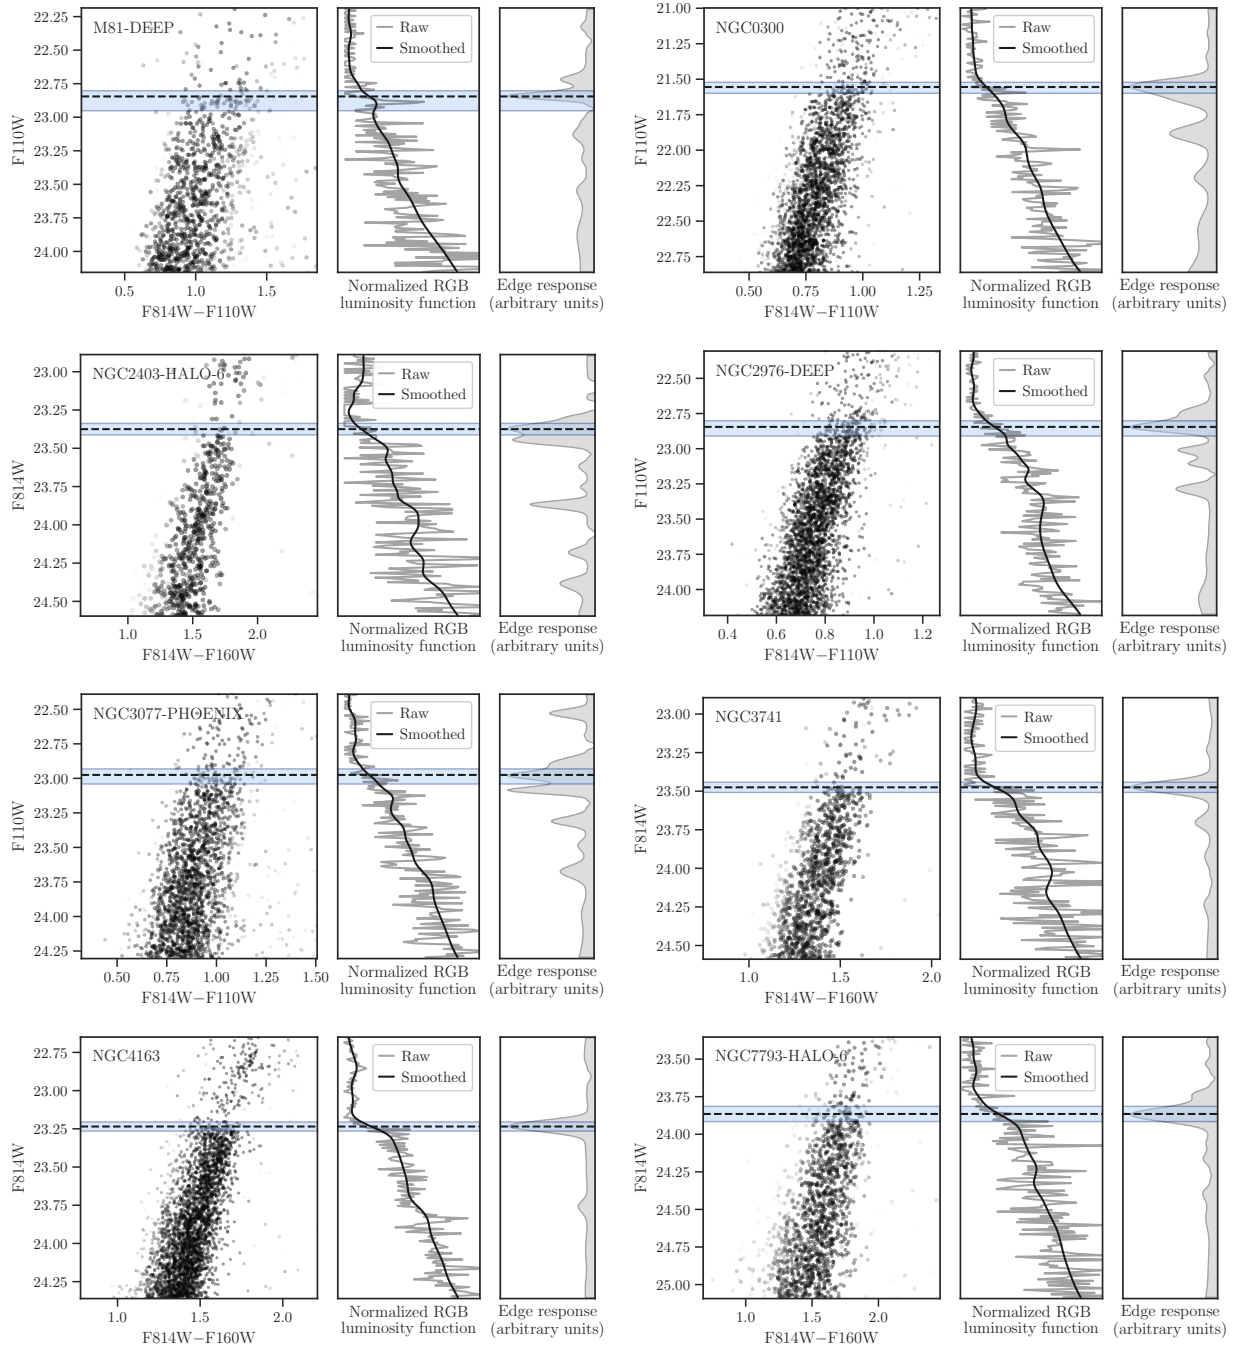 M81-DEEP
22.25
22.50
22.75
23.00
23.25
23.50
23.75
24.00
F110W
0.5
1.0
1.5
F814W−F110W
Raw
Smoothed
Normalized RGB
luminosity function
Edge response
(arbitrary units)
NGC0300
21.00
21.25
21.50
21.75
22.00
22.25
22.50
22.75
F110W
0.50
0.75
1.00
1.25
F814W−F110W
Raw
Smoothed
Normalized RGB
luminosity function
Edge response
(arbitrary units)
NGC2403-HALO-6
23.00
23.25
23.50
23.75
24.00
24.25
24.50
F814W
1.0
1.5
2.0
F814W−F160W
Raw
Smoothed
Normalized RGB
luminosity function
Edge response
(arbitrary units)
NGC2976-DEEP
22.50
22.75
23.00
23.25
23.50
23.75
24.00
F110W
0.4
0.6
0.8
1.0
1.2
F814W−F110W
Raw
Smoothed
Normalized RGB
luminosity function
Edge response
(arbitrary units)
NGC3077-PHOENIX
22.50
22.75
23.00
23.25
23.50
23.75
24.00
24.25
F110W
0.50
0.75
1.00
1.25
1.50
F814W−F110W
Raw
Smoothed
Normalized RGB
luminosity function
Edge response
(arbitrary units)
NGC3741
23.00
23.25
23.50
23.75
24.00
24.25
24.50
F814W
1.0
1.5
2.0
F814W−F160W
Raw
Smoothed
Normalized RGB
luminosity function
Edge response
(arbitrary units)
NGC4163
22.75
23.00
23.25
23.50
23.75
24.00
24.25
F814W
1.0
1.5
2.0
F814W−F160W
Raw
Smoothed
Normalized RGB
luminosity function
Edge response
(arbitrary units)
NGC7793-HALO-6
23.50
23.75
24.00
24.25
24.50
24.75
25.00
F814W
1.0
1.5
2.0
F814W−F160W
Raw
Smoothed
Normalized RGB
luminosity function
Edge response
(arbitrary units)